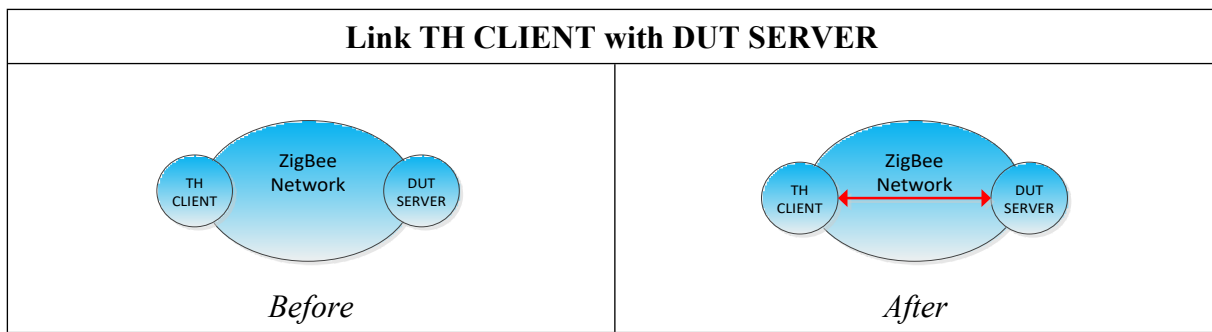 Link TH CLIENT with DUT SERVER
ZigBee
Network
TH
CLIENT
DUT
SERVER
Before
ZigBee
Network
TH
CLIENT
DUT
SERVER
After